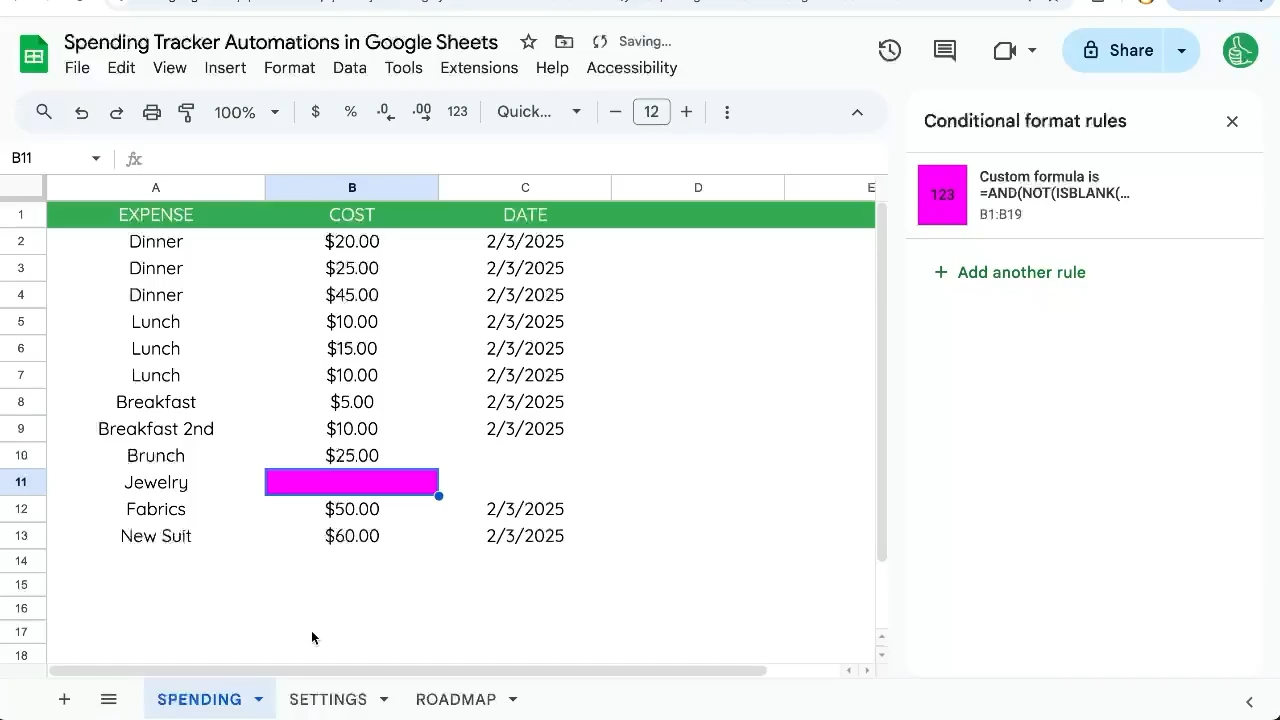 Spending Tracker Automations in Google Sheets Saving...
File Edit View Insert Format Data Tools Extensions Help Accessibility
Share
100% $ % .0 .00 123 Quick... 12
Conditional format rules
B11 fx
123 Custom formula is
=AND(NOT(ISBLANK(...
B1:B19
Add another rule
A B C D E
1 EXPENSE COST DATE
2 Dinner $20.00 2/3/2025
3 Dinner $25.00 2/3/2025
4 Dinner $45.00 2/3/2025
5 Lunch $10.00 2/3/2025
6 Lunch $15.00 2/3/2025
7 Lunch $10.00 2/3/2025
8 Breakfast $5.00 2/3/2025
9 Breakfast 2nd $10.00 2/3/2025
10 Brunch $25.00
11 Jewelry
12 Fabrics $50.00 2/3/2025
13 New Suit $60.00 2/3/2025
14
15
16
17
18
SPENDING SETTINGS ROADMAP